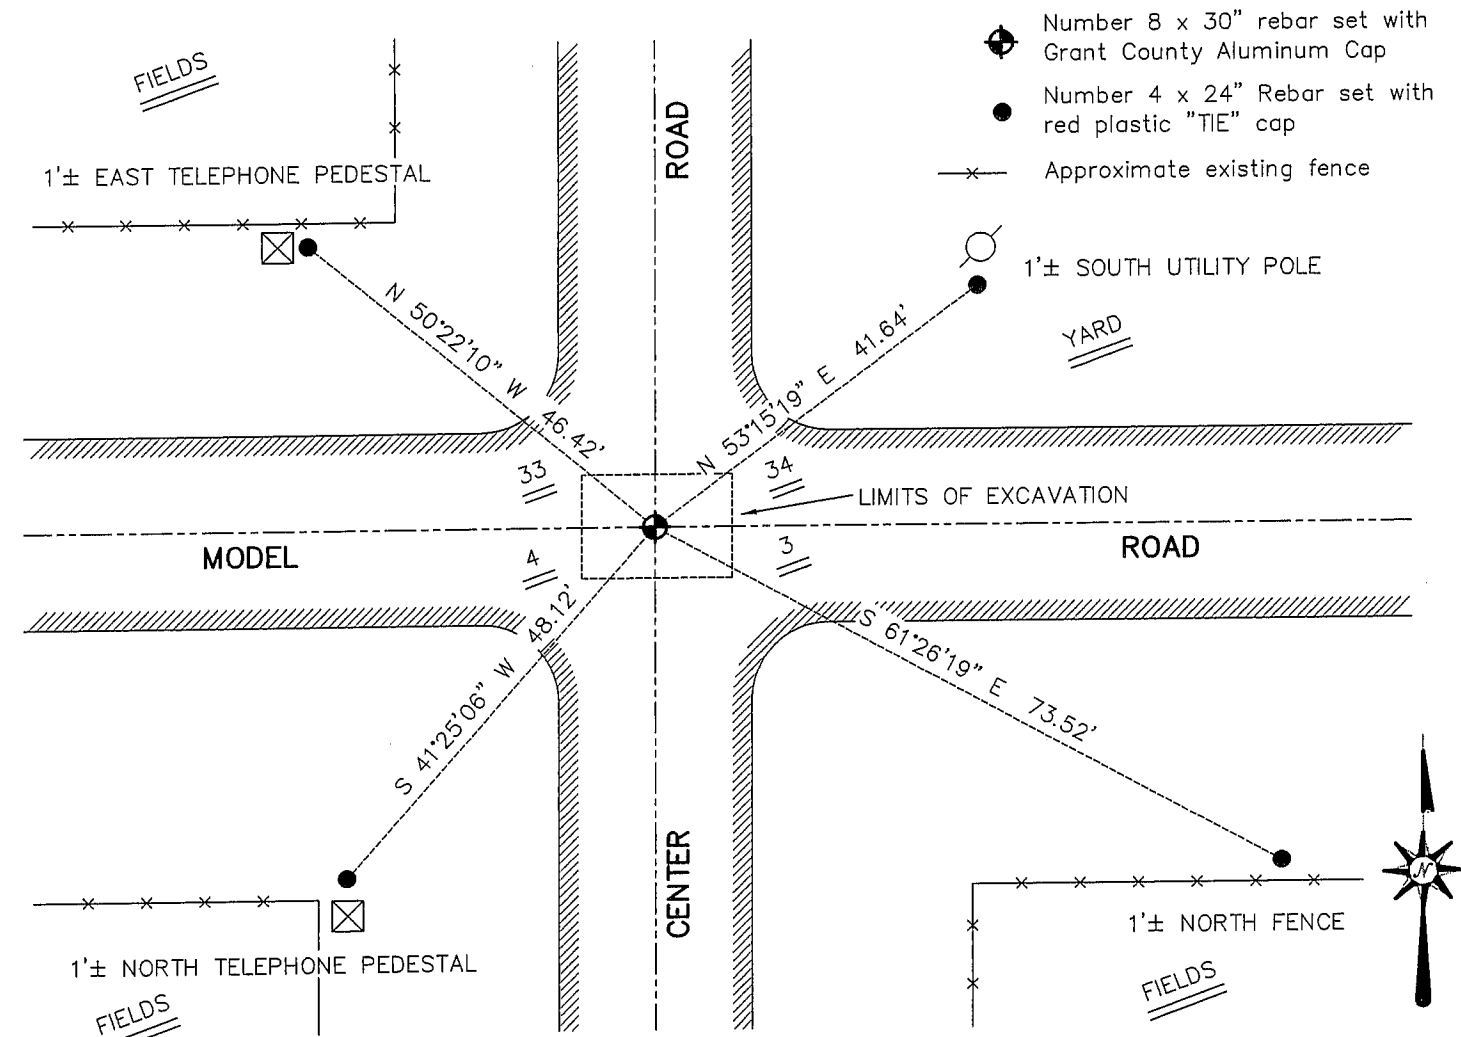 Number 8 x 30" rebar set with
Grant County Aluminum Cap
Number 4 x 24" Rebar set with
red plastic "TIE" cap
Approximate existing fence
FIELDS
ROAD
1'± EAST TELEPHONE PEDESTAL
1'± SOUTH UTILITY POLE
YARD
N 50°22'10" W 46.42'
N 53°15'19" E 41.64'
33
34
LIMITS OF EXCAVATION
MODEL
ROAD
4
3
S 41°25'06" W 48.12'
S 61°26'19" E 73.52'
CENTER
N
1'± NORTH FENCE
1'± NORTH TELEPHONE PEDESTAL
FIELDS
FIELDS